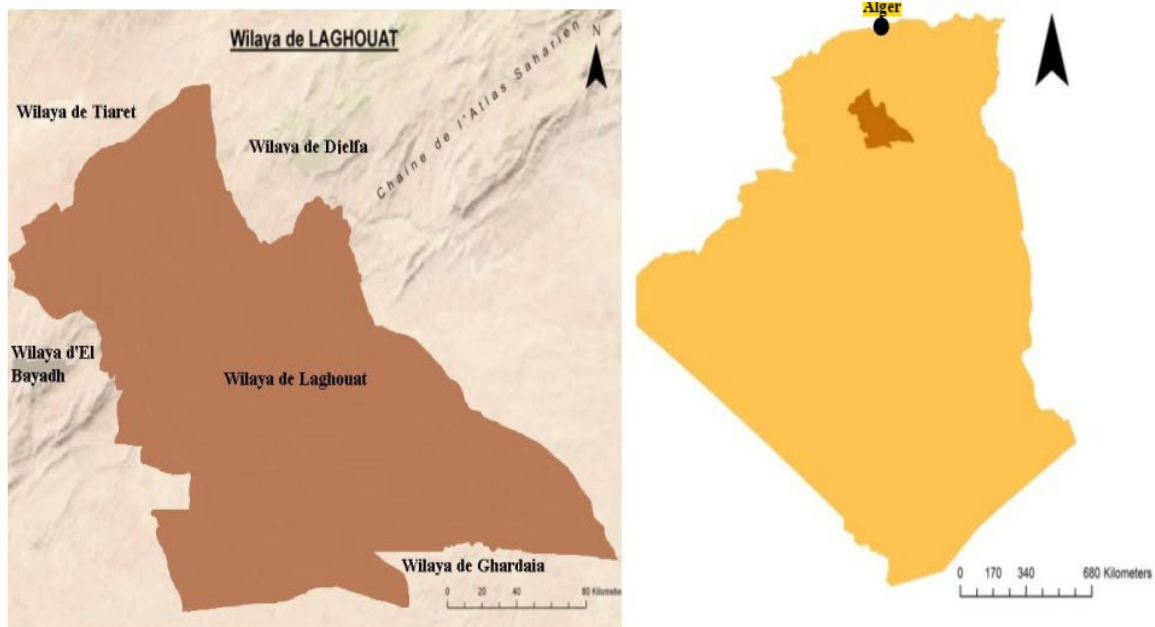 Wilaya de LAGHOUAT
N
Wilaya de Tiaret
Wilaya de Djelfa
Chaine de l'Atlas Saharien
Wilaya d'El
Bayadh
Wilaya de Laghouat
Wilaya de Ghardaia
0 20 40 80 Kilometers
Alger
0 170 340 680 Kilometers